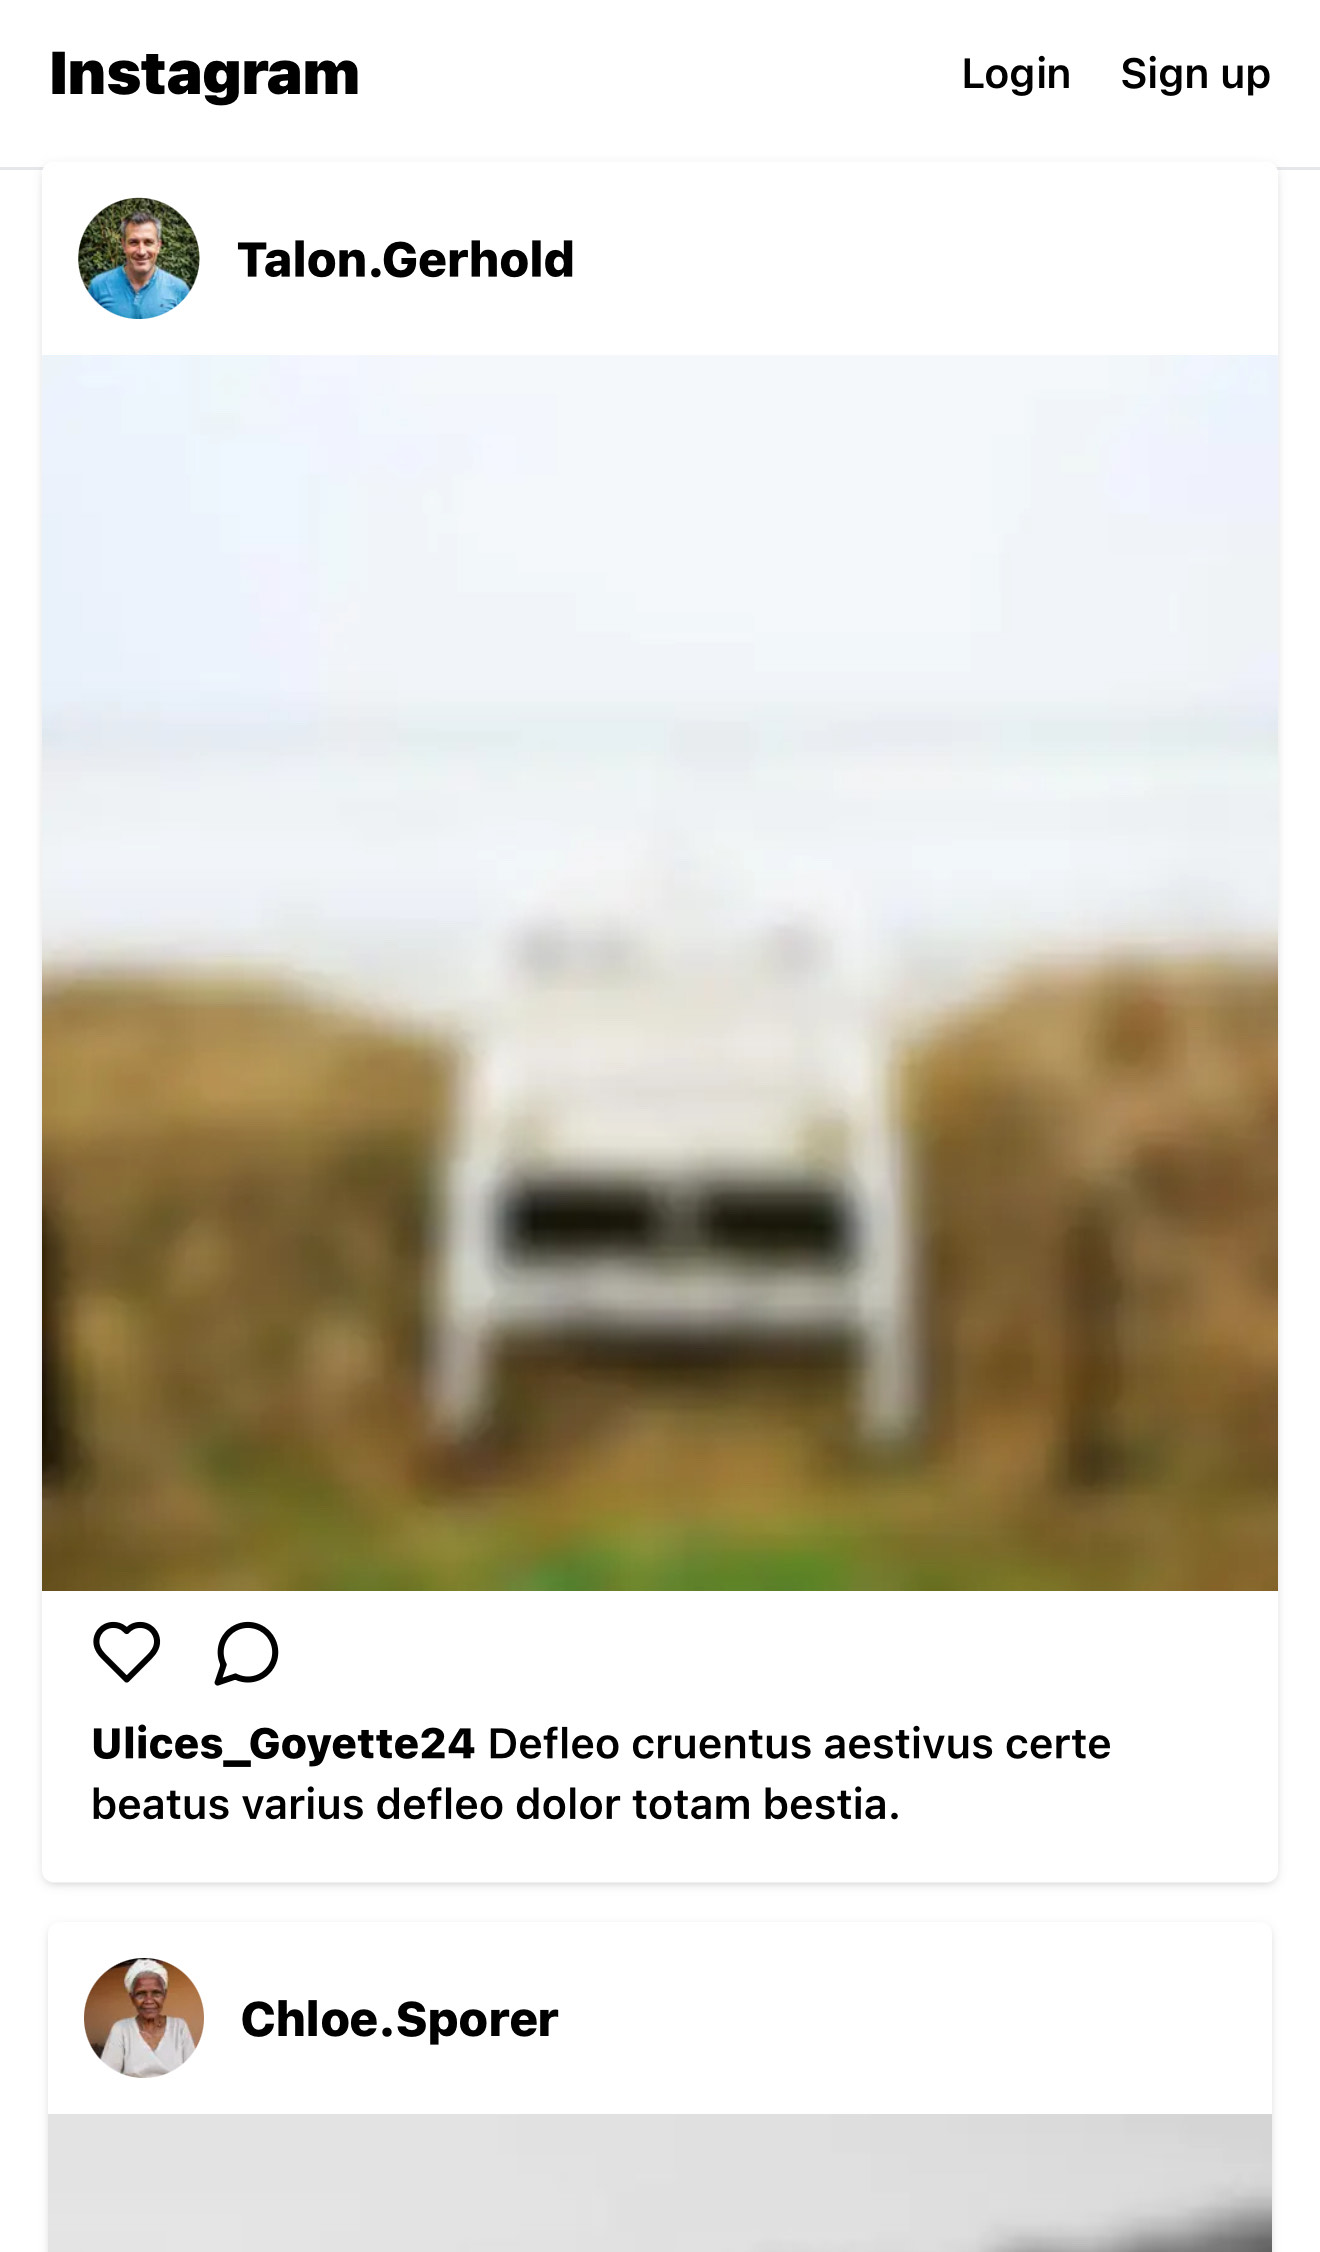 Instagram
Login Sign up
Talon.Gerhold
Ulices_Goyette24 Defleo cruentus aestivus certe
beatus varius defleo dolor totam bestia.
Chloe.Sporer